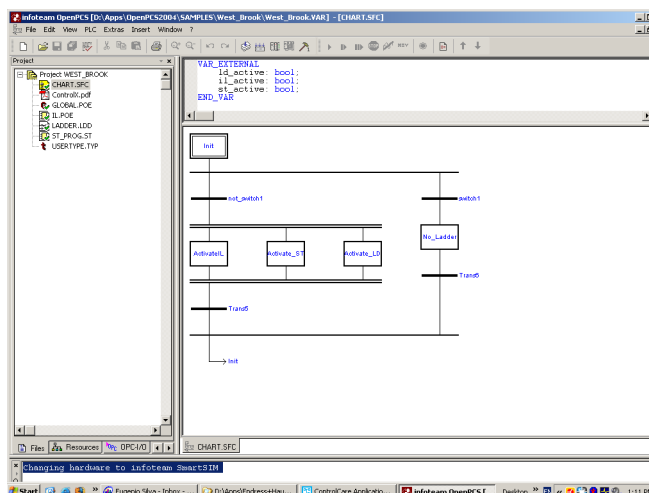 infoteam OpenPCS [D:\Apps\OpenPCS2004\SAMPLES\West_Brook\West_Brook.VAR] - [CHART.SFC]
File Edit View PLC Extras Insert Window ?
Project
Project WEST_BROOK
CHART.SFC
ControlX.pdf
GLOBAL.POE
IL.POE
LADDER.LDD
ST_PROG.ST
USERTYPE.TYP
VAR_EXTERNAL
ld_active: bool;
il_active: bool;
st_active: bool;
END_VAR
Init
not_switch1
switch1
ActivateIL
Activate_ST
Activate_LD
No_Ladder
Trans5
Trans6
Init
Files Resources OPC-I/O
CHART.SFC
Changing hardware to infoteam SmartSIM
Start
Eugenio Silva - Inbox -
D:\Apps\Endress+Hau
ControlCare Applicatio
infoteam OpenPCS [
Desktop
1:11 PM